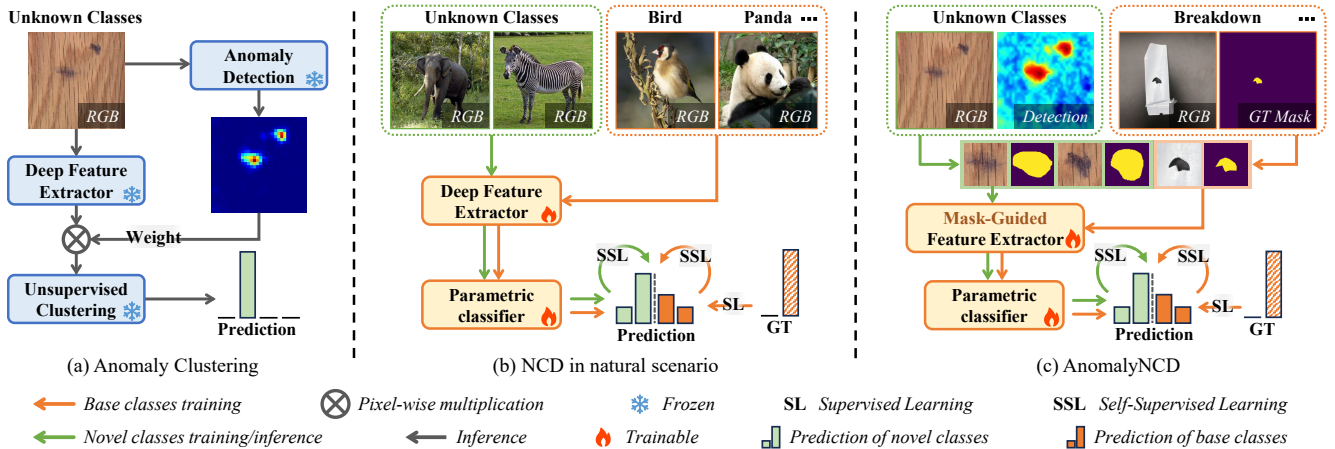 Unknown Classes
RGB
Anomaly
Detection
Deep Feature
Extractor
Weight
Unsupervised
Clustering
Prediction
(a) Anomaly Clustering
Unknown Classes
Bird
Panda ...
RGB
RGB
RGB
RGB
Deep Feature
Extractor
Parametric
classifier
SSL
SSL
SL
Prediction
GT
(b) NCD in natural scenario
Unknown Classes
Breakdown ...
RGB
Detection
RGB
GT Mask
Mask-Guided
Feature Extractor
Parametric
classifier
SSL
SSL
SL
Prediction
GT
(c) AnomalyNCD
Base classes training
Pixel-wise multiplication
Frozen
SL Supervised Learning
SSL Self-Supervised Learning
Novel classes training/inference
Inference
Trainable
Prediction of novel classes
Prediction of base classes